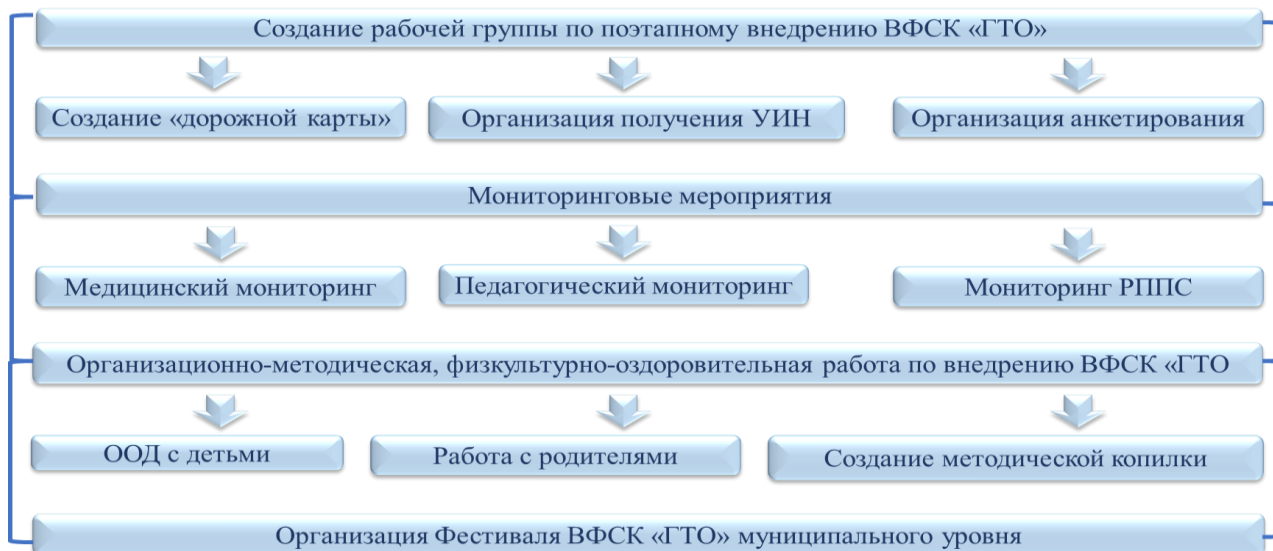 Создание рабочей группы по поэтапному внедрению ВФСК «ГТО»
Создание «дорожной карты»
Организация получения УИН
Организация анкетирования
Мониторинговые мероприятия
Медицинский мониторинг
Педагогический мониторинг
Мониторинг РППС
Организационно-методическая, физкультурно-оздоровительная работа по внедрению ВФСК «ГТО
ООД с детьми
Работа с родителями
Создание методической копилки
Организация Фестиваля ВФСК «ГТО» муниципального уровня